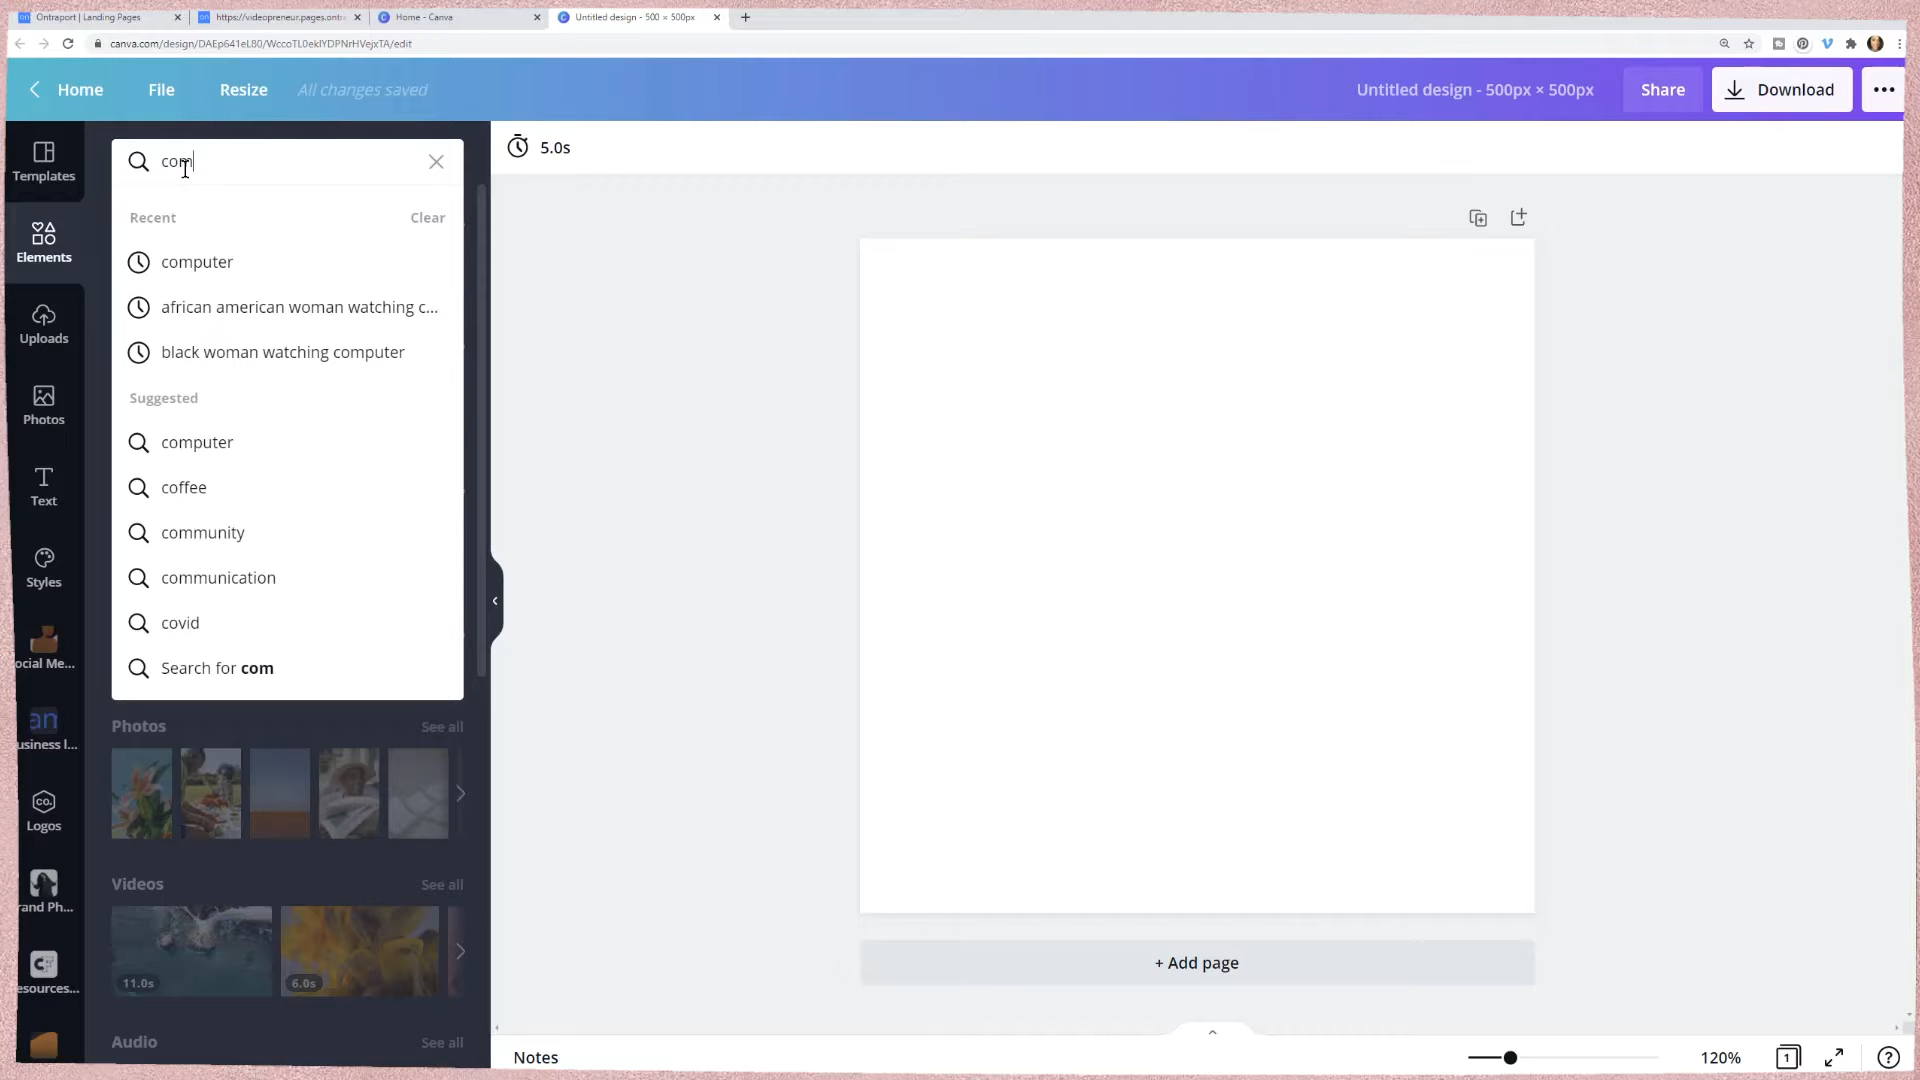 Ontraport | Landing Pages
https://videopreneur.pages.ontr
Home - Canva
Untitled design - 500 × 500px
canva.com/design/DAEp641eL80/WccoTL0ekIYDPNrHVejxTA/edit
Home
File
Resize
All changes saved
Untitled design - 500px × 500px
Share
Download
Templates
Elements
Uploads
Photos
Text
Styles
ocial Me...
usiness l...
Logos
rand Ph...
esources...
com
Recent
Clear
computer
african american woman watching c...
black woman watching computer
Suggested
computer
coffee
community
communication
covid
Search for com
Photos
See all
Videos
See all
11.0s
6.0s
Audio
See all
5.0s
+ Add page
Notes
120%
1